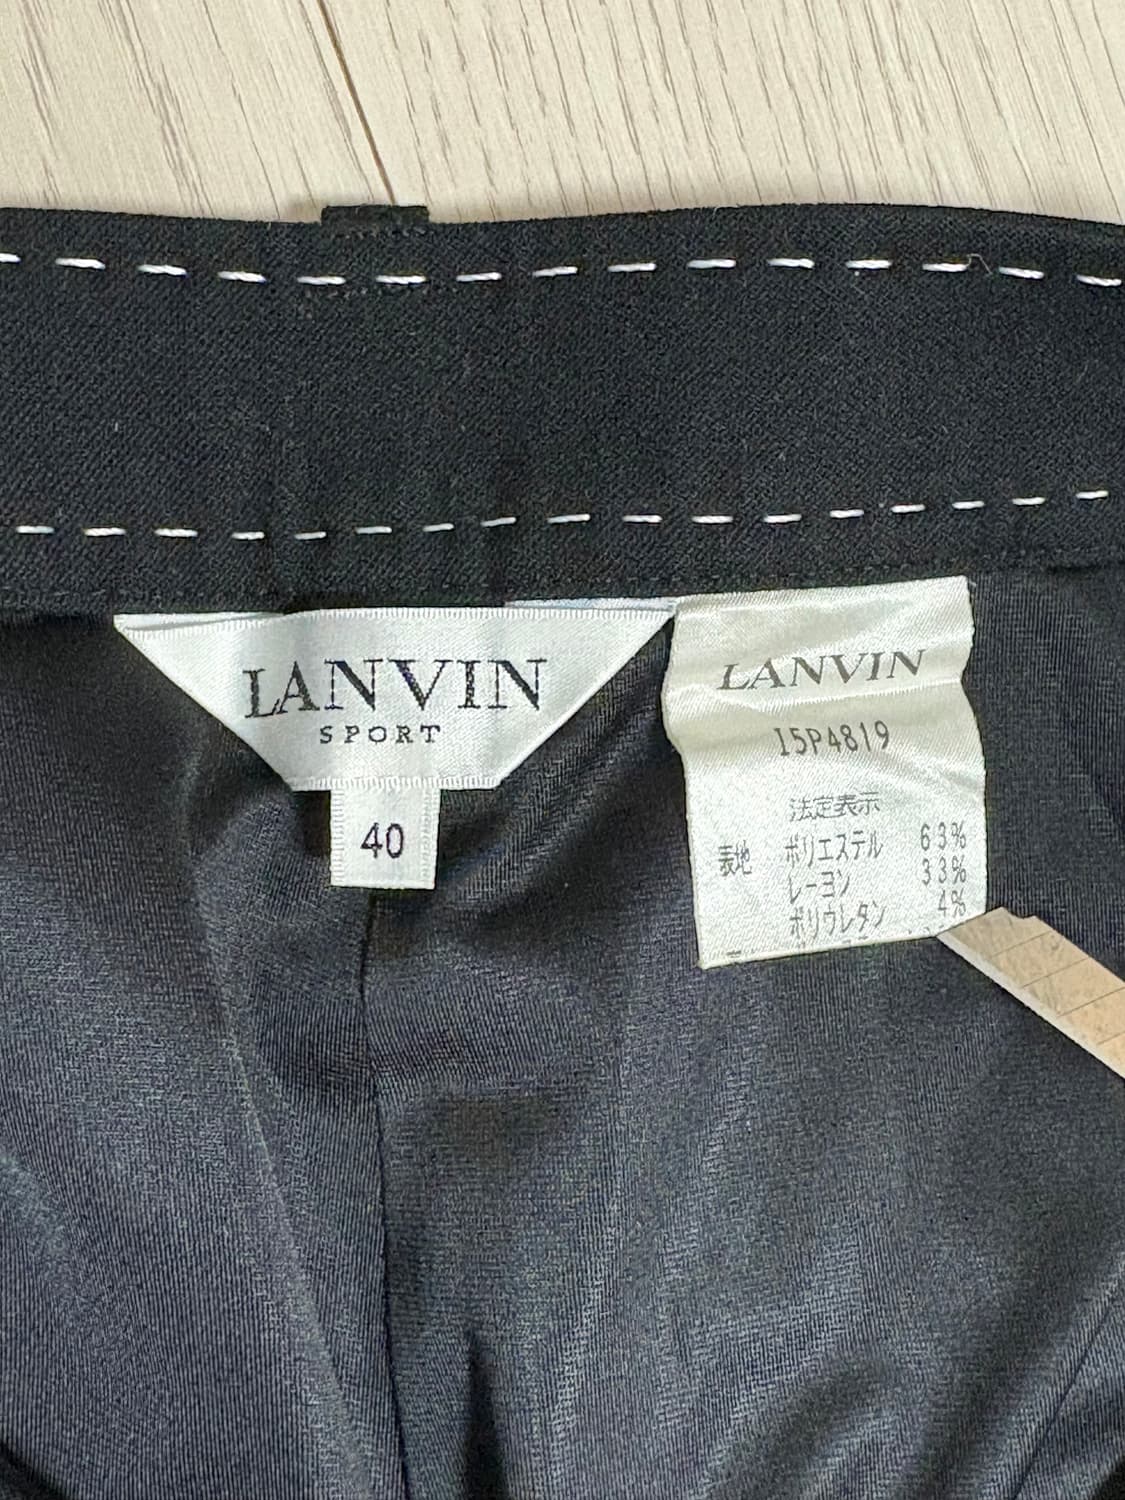 LANVIN
SPORT
40
LANVIN
I5P4819
法定表示
表地 ポリエステル 63%
レーヨン 33%
ポリウレタン 4%